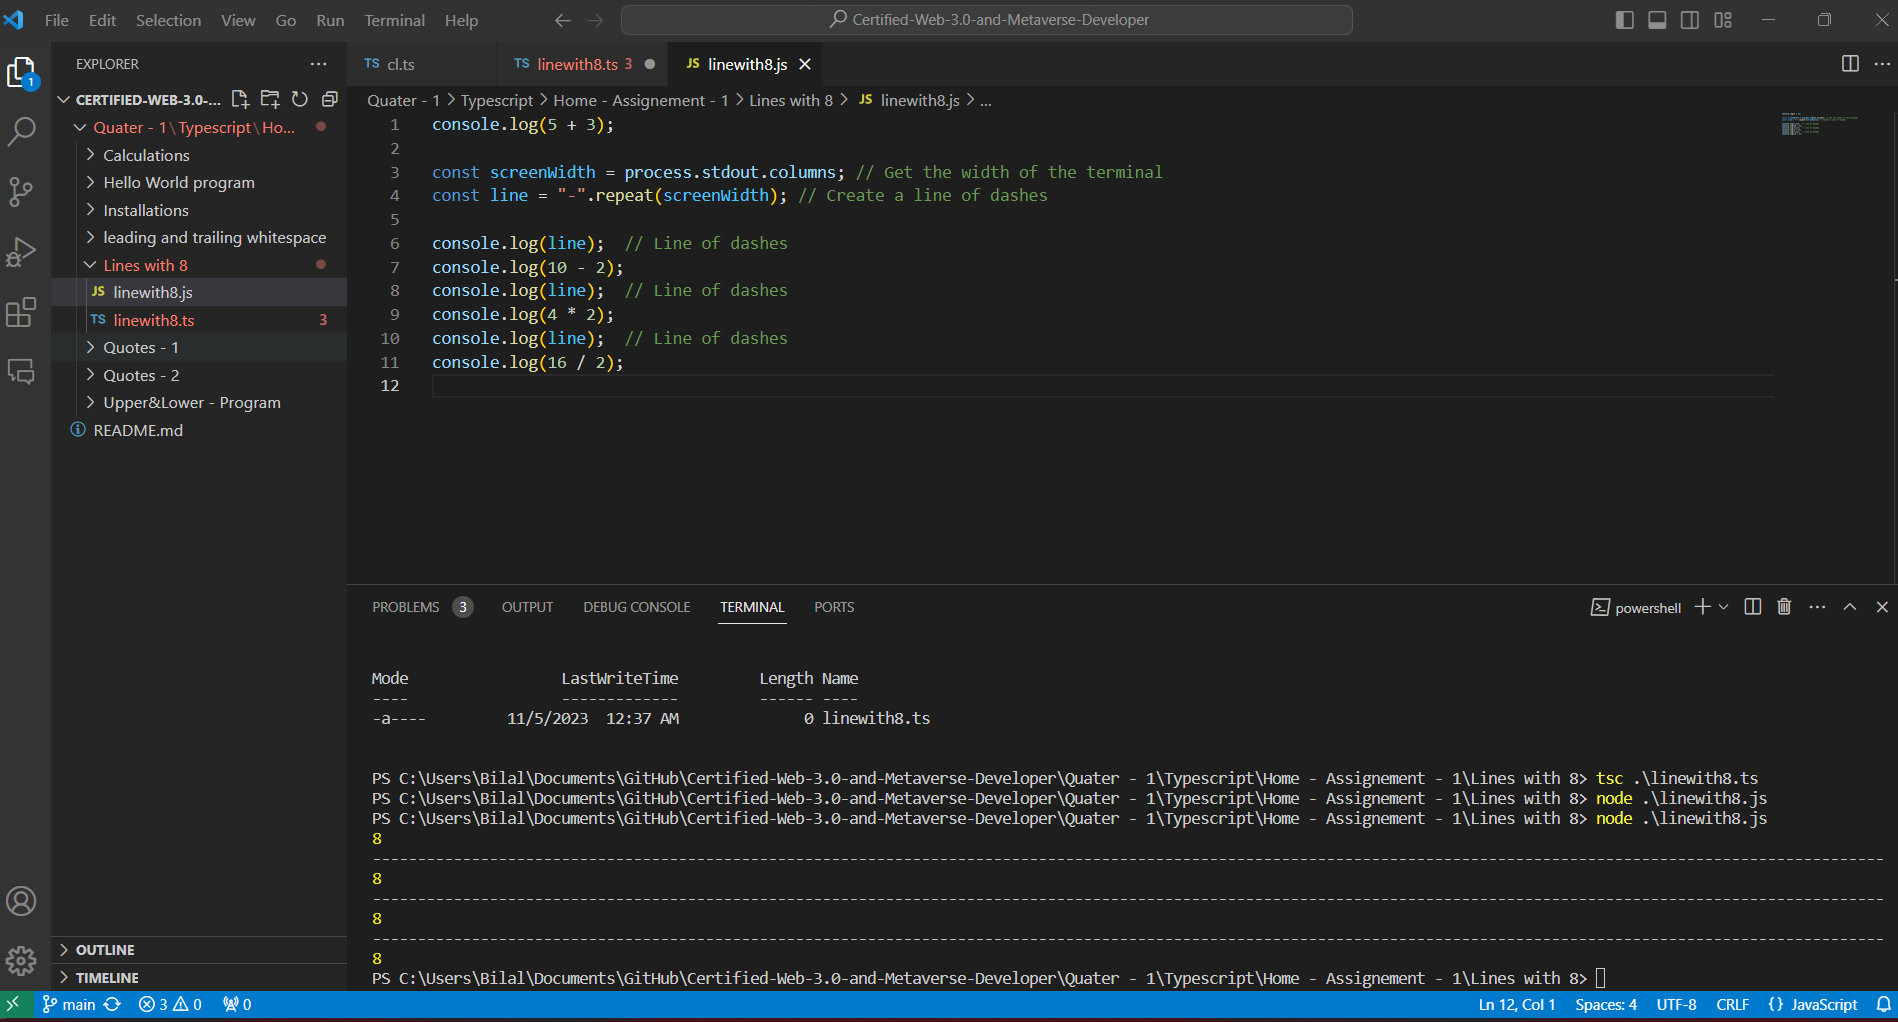 File Edit Selection View Go Run Terminal Help
Certified-Web-3.0-and-Metaverse-Developer
EXPLORER
TS cl.ts
TS linewith8.ts 3
JS linewith8.js
CERTIFIED-WEB-3.0-...
Quater - 1\Typescript\Ho...
Calculations
Hello World program
Installations
leading and trailing whitespace
Lines with 8
JS linewith8.js
TS linewith8.ts 3
Quotes - 1
Quotes - 2
Upper&Lower - Program
README.md
OUTLINE
TIMELINE
1
Quater - 1 > Typescript > Home - Assignement - 1 > Lines with 8 > JS linewith8.js > ...
1 console.log(5 + 3);
2
3 const screenWidth = process.stdout.columns; // Get the width of the terminal
4 const line = "-".repeat(screenWidth); // Create a line of dashes
5
6 console.log(line);  // Line of dashes
7 console.log(10 - 2);
8 console.log(line);  // Line of dashes
9 console.log(4 * 2);
10 console.log(line);  // Line of dashes
11 console.log(16 / 2);
12
PROBLEMS 3 OUTPUT DEBUG CONSOLE TERMINAL PORTS
powershell
Mode LastWriteTime Length Name
---- ------------- ------ ----
-a---- 11/5/2023 12:37 AM 0 linewith8.ts
PS C:\Users\Bilal\Documents\GitHub\Certified-Web-3.0-and-Metaverse-Developer\Quater - 1\Typescript\Home - Assignement - 1\Lines with 8> tsc .\linewith8.ts
PS C:\Users\Bilal\Documents\GitHub\Certified-Web-3.0-and-Metaverse-Developer\Quater - 1\Typescript\Home - Assignement - 1\Lines with 8> node .\linewith8.js
PS C:\Users\Bilal\Documents\GitHub\Certified-Web-3.0-and-Metaverse-Developer\Quater - 1\Typescript\Home - Assignement - 1\Lines with 8> node .\linewith8.js
8
------------------------------------------------------------------------------------------------------------------------------------------------------------------------
8
------------------------------------------------------------------------------------------------------------------------------------------------------------------------
8
------------------------------------------------------------------------------------------------------------------------------------------------------------------------
8
PS C:\Users\Bilal\Documents\GitHub\Certified-Web-3.0-and-Metaverse-Developer\Quater - 1\Typescript\Home - Assignement - 1\Lines with 8>
main 3 0 0
Ln 12, Col 1 Spaces: 4 UTF-8 CRLF {} JavaScript